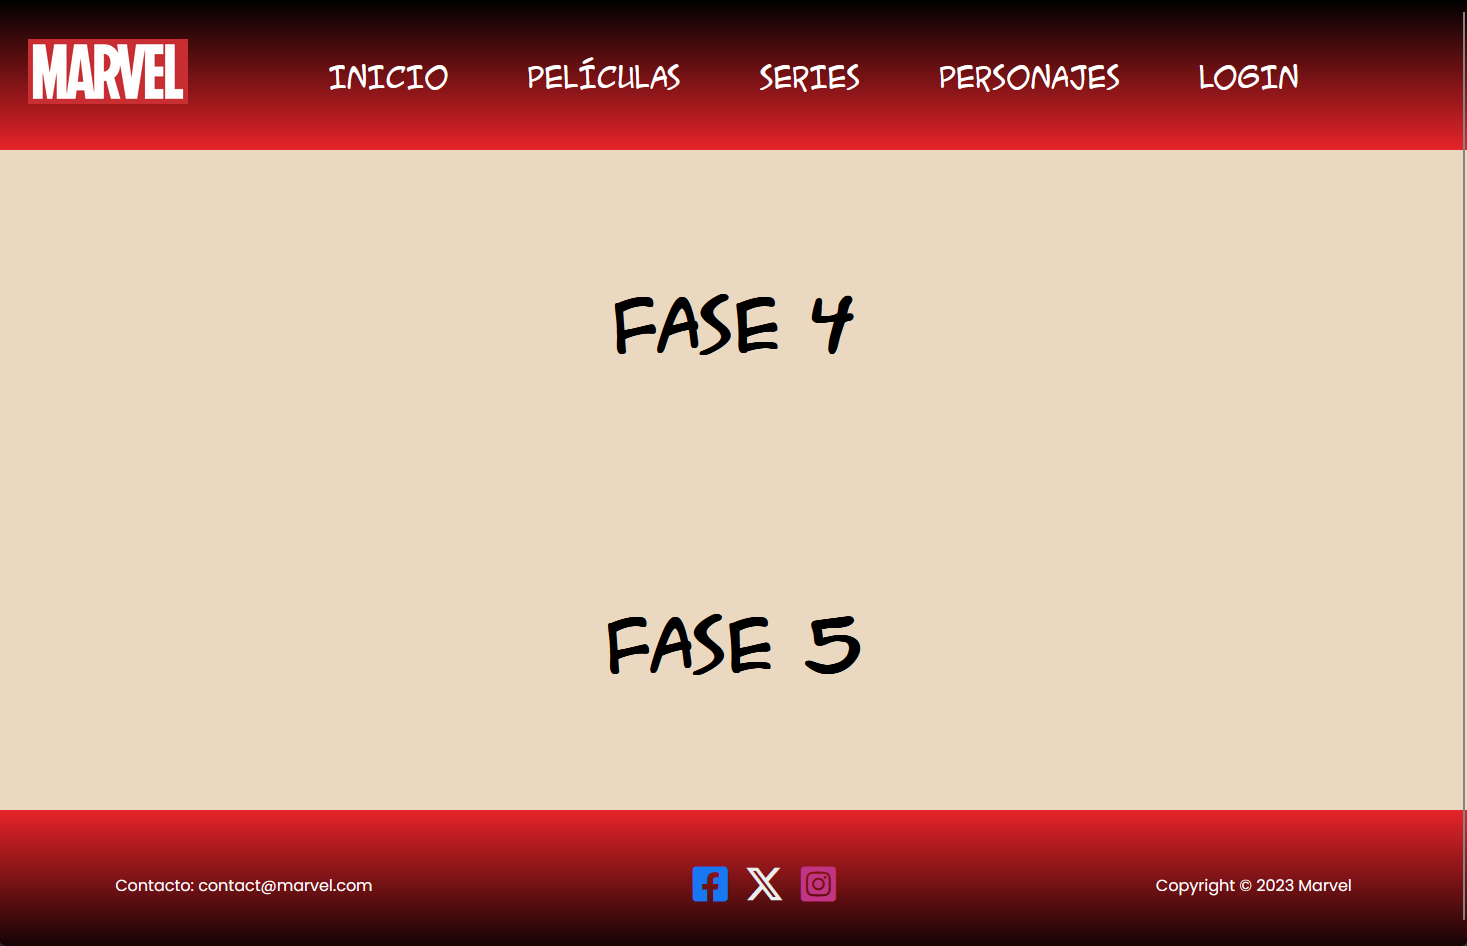 MARVEL
INICIO PELÍCULAS SERIES PERSONAJES LOGIN
FASE 4
FASE 5
Contacto: contact@marvel.com
Copyright © 2023 Marvel